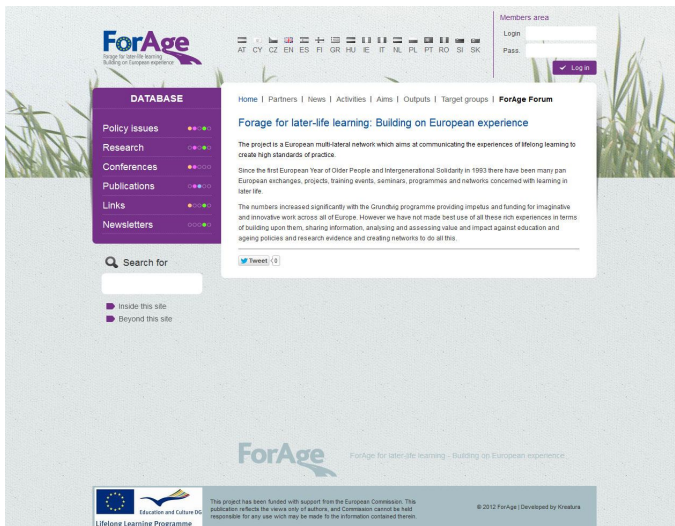 ForAge
Forage for later-life learning
Building on European experience
AT CY CZ EN ES FI GR HU IE IT NL PL PT RO SI SK
Members area
Login
Pass.
Log in
DATABASE
Policy issues
Research
Conferences
Publications
Links
Newsletters
Search for
Inside this site
Beyond this site
Home | Partners | News | Activities | Aims | Outputs | Target groups | ForAge Forum
Forage for later-life learning: Building on European experience
The project is a European multi-lateral network which aims at communicating the experiences of lifelong learning to
create high standards of practice.
Since the first European Year of Older People and Intergenerational Solidarity in 1993 there have been many pan
European exchanges, projects, training events, seminars, programmes and networks concerned with learning in
later life.
The numbers increased significantly with the Grundtvig programme providing impetus and funding for imaginative
and innovative work across all of Europe. However we have not made best use of all these rich experiences in terms
of building upon them, sharing information, analysing and assessing value and impact against education and
ageing policies and research evidence and creating networks to do all this.
Tweet 0
ForAge
ForAge for later-life learning - Building on European experience
Education and Culture DG
Lifelong Learning Programme
This project has been funded with support from the European Commission. This
publication reflects the views only of authors, and Commission cannot be held
responsible for any use wich may be made fo the information contained therein.
© 2012 ForAge | Developed by Kreatura